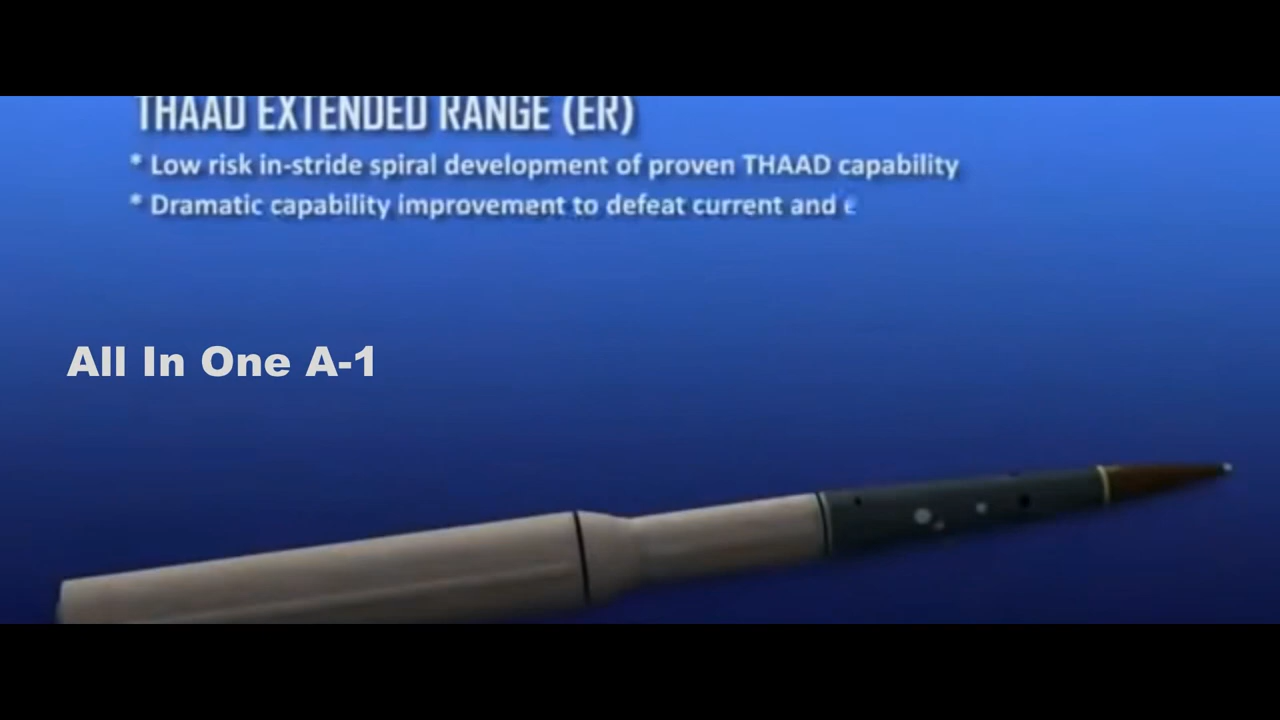 THAAD EXTENDED RANGE (ER)
* Low risk in-stride spiral development of proven THAAD capability
* Dramatic capability improvement to defeat current and e
All In One A-1